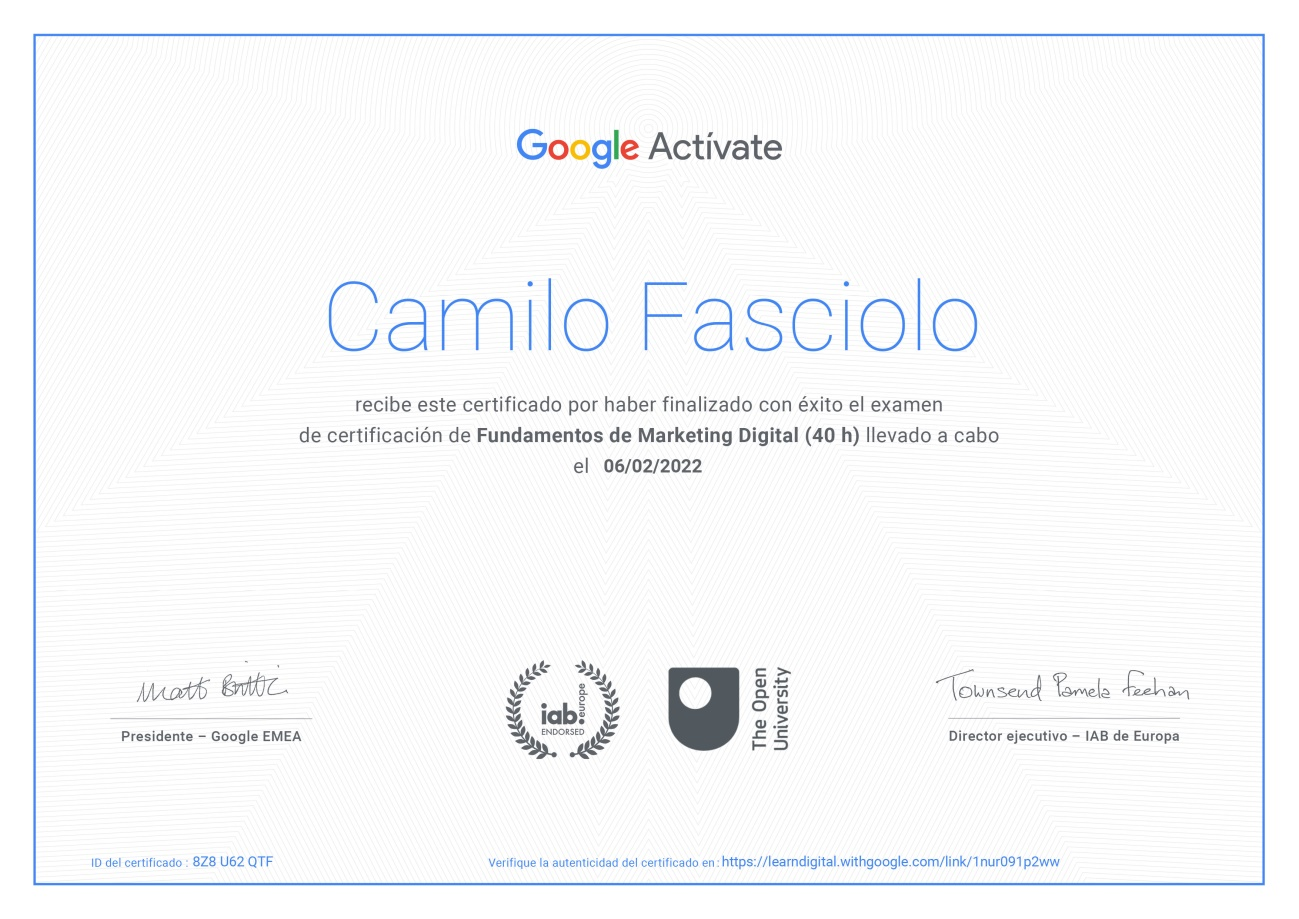 Google Actívate
Camilo Fasciolo
recibe este certificado por haber finalizado con éxito el examen
de certificación de Fundamentos de Marketing Digital (40 h) llevado a cabo
el 06/02/2022
Matt Brittin
Presidente – Google EMEA
iab.europe
ENDORSED
The Open
University
Townsend Pamela Feehan
Director ejecutivo – IAB de Europa
ID del certificado : 8Z8 U62 QTF
Verifique la autenticidad del certificado en : https://learndigital.withgoogle.com/link/1nur091p2ww